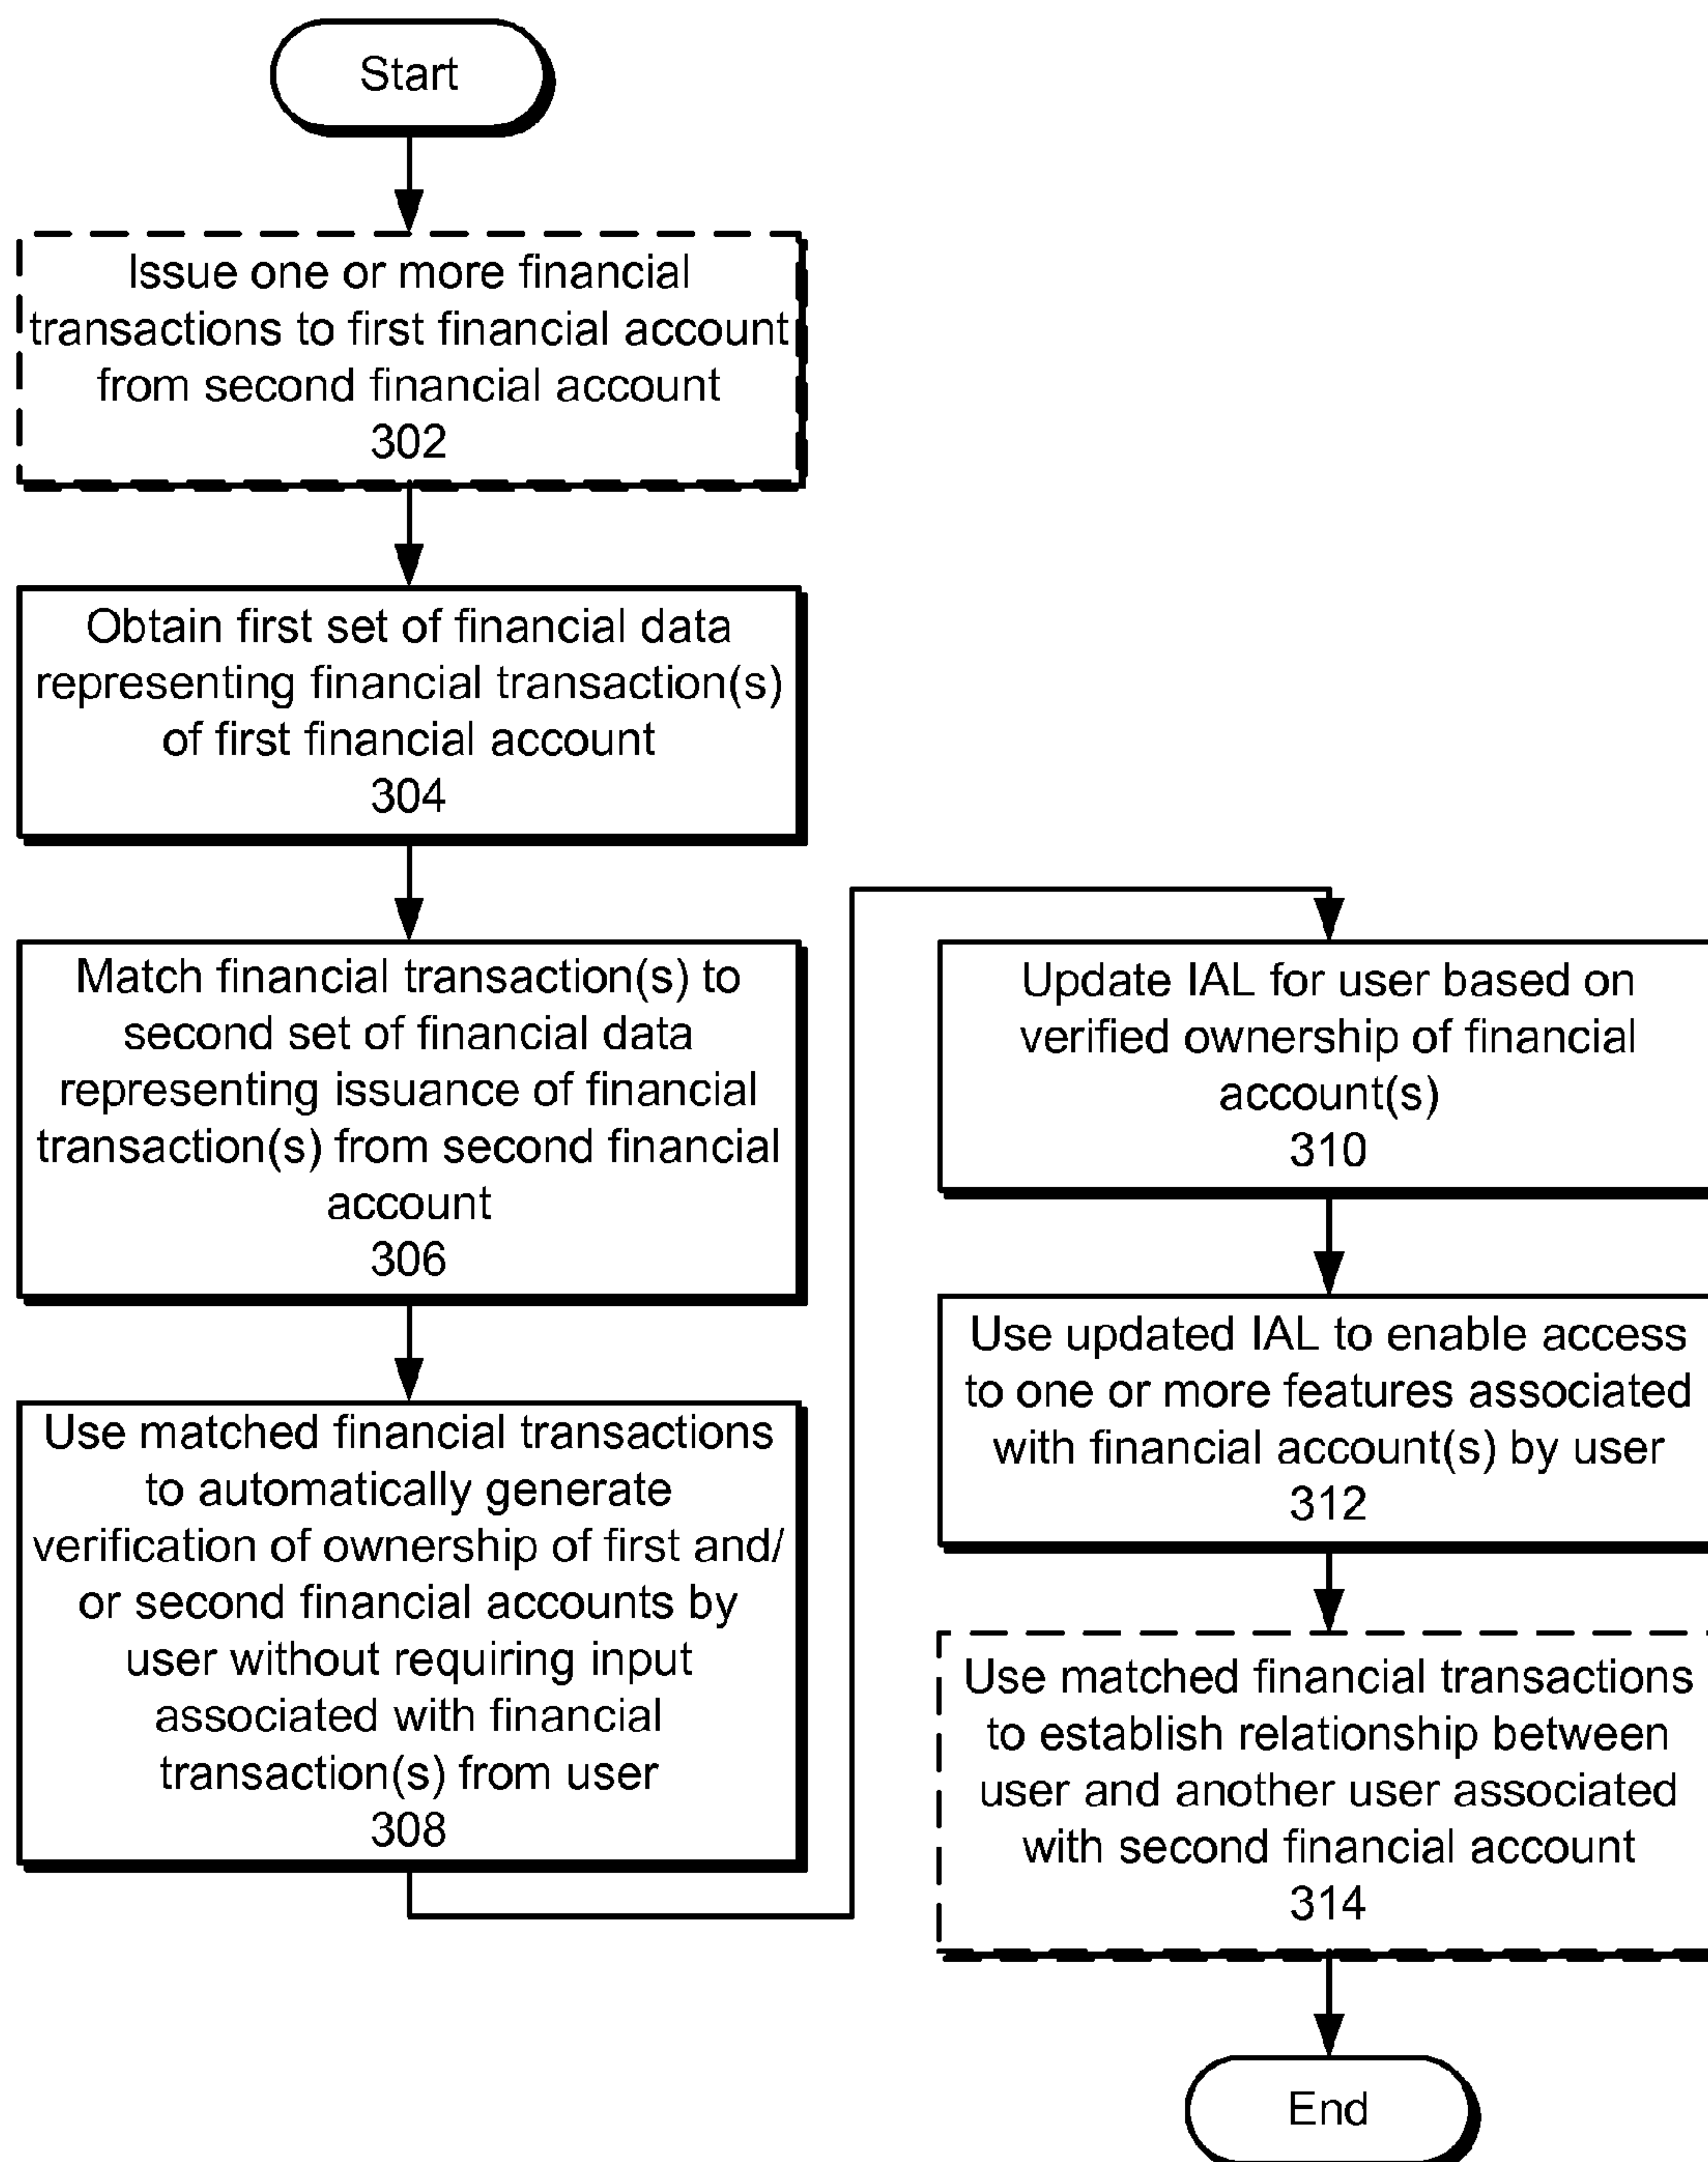 Start
Issue one or more financial
transactions to first financial account
from second financial account
302
Obtain first set of financial data
representing financial transaction(s)
of first financial account
304
Match financial transaction(s) to
second set of financial data
representing issuance of financial
transaction(s) from second financial
account
306
Use matched financial transactions
to automatically generate
verification of ownership of first and/
or second financial accounts by
user without requiring input
associated with financial
transaction(s) from user
308
Update IAL for user based on
verified ownership of financial
account(s)
310
Use updated IAL to enable access
to one or more features associated
with financial account(s) by user
312
Use matched financial transactions
to establish relationship between
user and another user associated
with second financial account
314
End